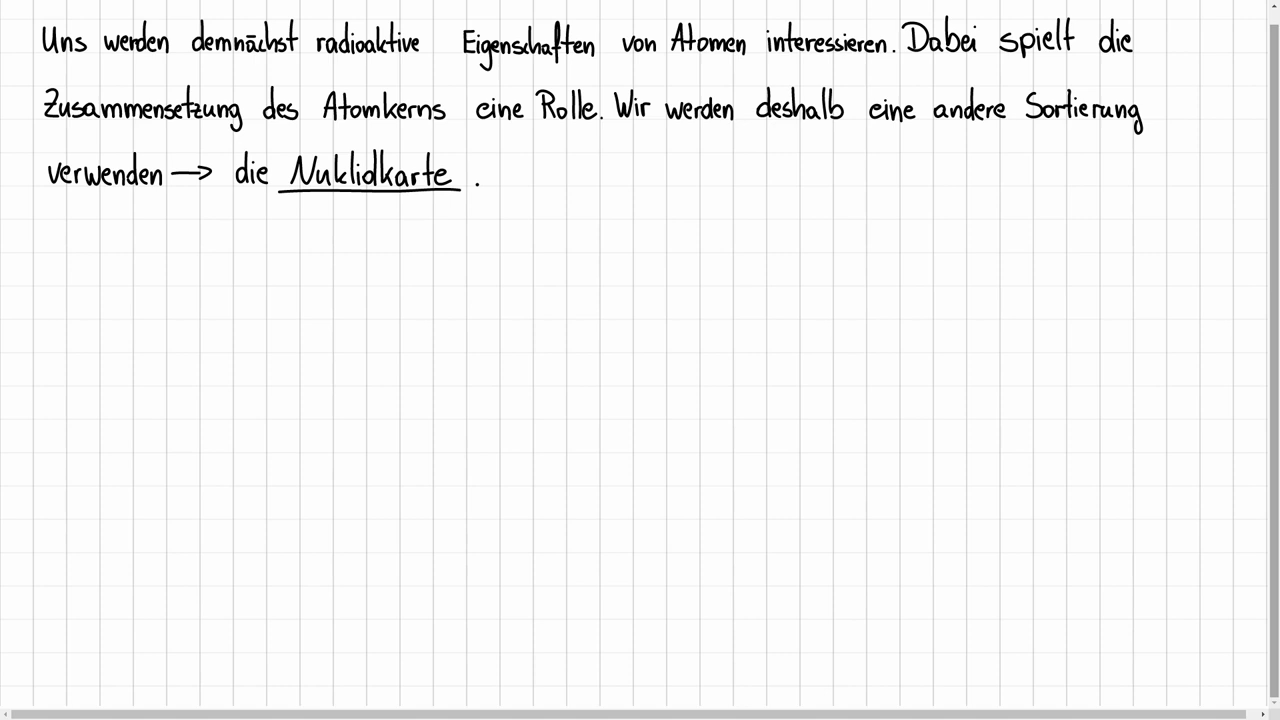 Uns werden demnächst radioaktive Eigenschaften von Atomen interessieren. Dabei spielt die
Zusammensetzung des Atomkerns eine Rolle. Wir werden deshalb eine andere Sortierung
verwenden → die Nuklidkarte.